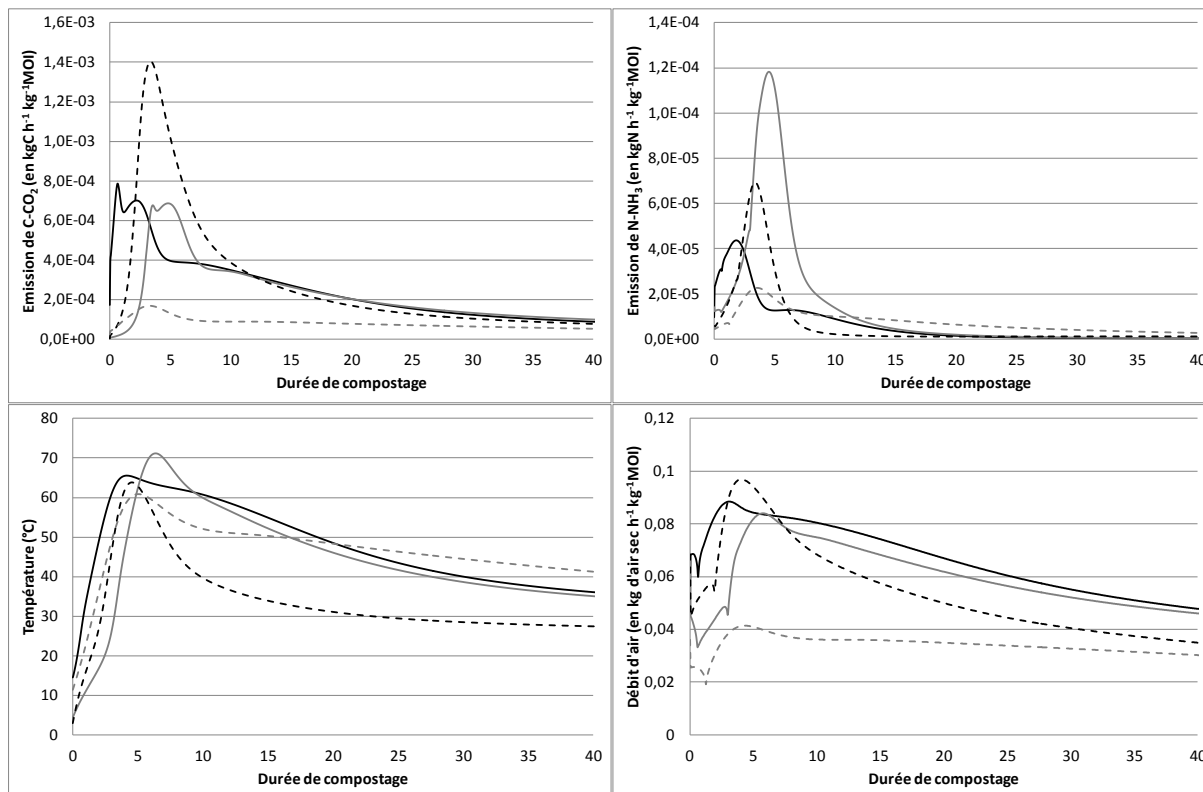 1,6E-03
1,4E-03
1,2E-03
1,0E-03
8,0E-04
6,0E-04
4,0E-04
2,0E-04
0,0E+00
Emission de C-CO₂ (en kgC h⁻¹ kg⁻¹MOI)
0 5 10 15 20 25 30 35 40
Durée de compostage
1,4E-04
1,2E-04
1,0E-04
8,0E-05
6,0E-05
4,0E-05
2,0E-05
0,0E+00
Emission de N-NH₃ (en kgN h⁻¹ kg⁻¹MOI)
0 5 10 15 20 25 30 35 40
Durée de compostage
80
70
60
50
40
30
20
10
0
Température (°C)
0 5 10 15 20 25 30 35 40
Durée de compostage
0,12
0,1
0,08
0,06
0,04
0,02
0
Débit d'air (en kg d'air sec h⁻¹ kg⁻¹MOI)
0 5 10 15 20 25 30 35 40
Durée de compostage